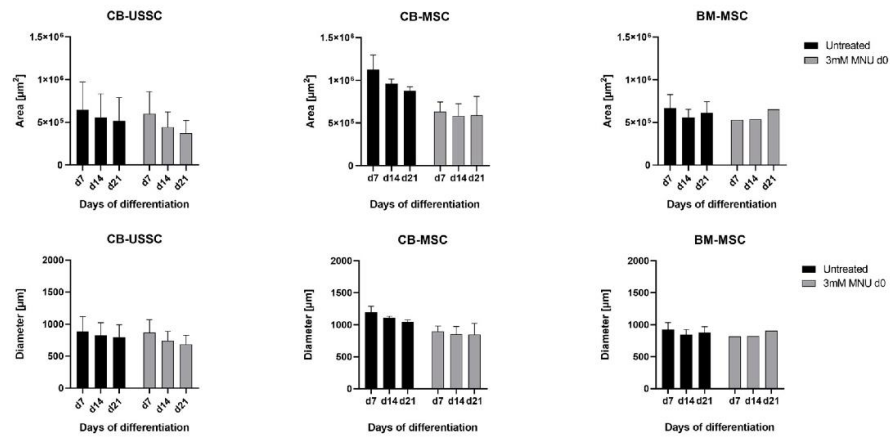 CB-USSC
1.5×10⁶
1×10⁶
5×10⁵
0
Area [µm²]
d7 d14 d21 d7 d14 d21
Days of differentiation
CB-MSC
1.5×10⁶
1×10⁶
5×10⁵
0
Area [µm²]
d7 d14 d21 d7 d14 d21
Days of differentiation
BM-MSC
1.5×10⁶
1×10⁶
5×10⁵
0
Area [µm²]
d7 d14 d21 d7 d14 d21
Days of differentiation
Untreated
3mM MNU d0
CB-USSC
2000
1500
1000
500
0
Diameter [µm]
d7 d14 d21 d7 d14 d21
Days of differentiation
CB-MSC
2000
1500
1000
500
0
Diameter [µm]
d7 d14 d21 d7 d14 d21
Days of differentiation
BM-MSC
2000
1500
1000
500
0
Diameter [µm]
d7 d14 d21 d7 d14 d21
Days of differentiation
Untreated
3mM MNU d0